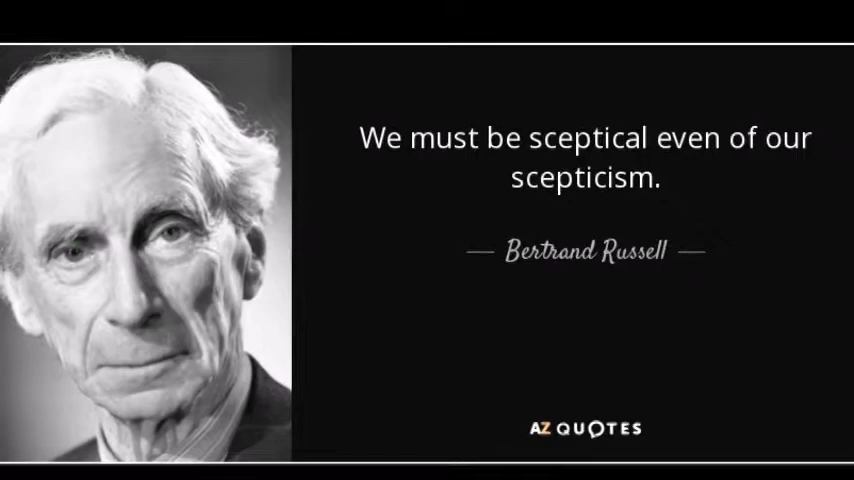 We must be sceptical even of our
scepticism.
— Bertrand Russell —
AZ QUOTES